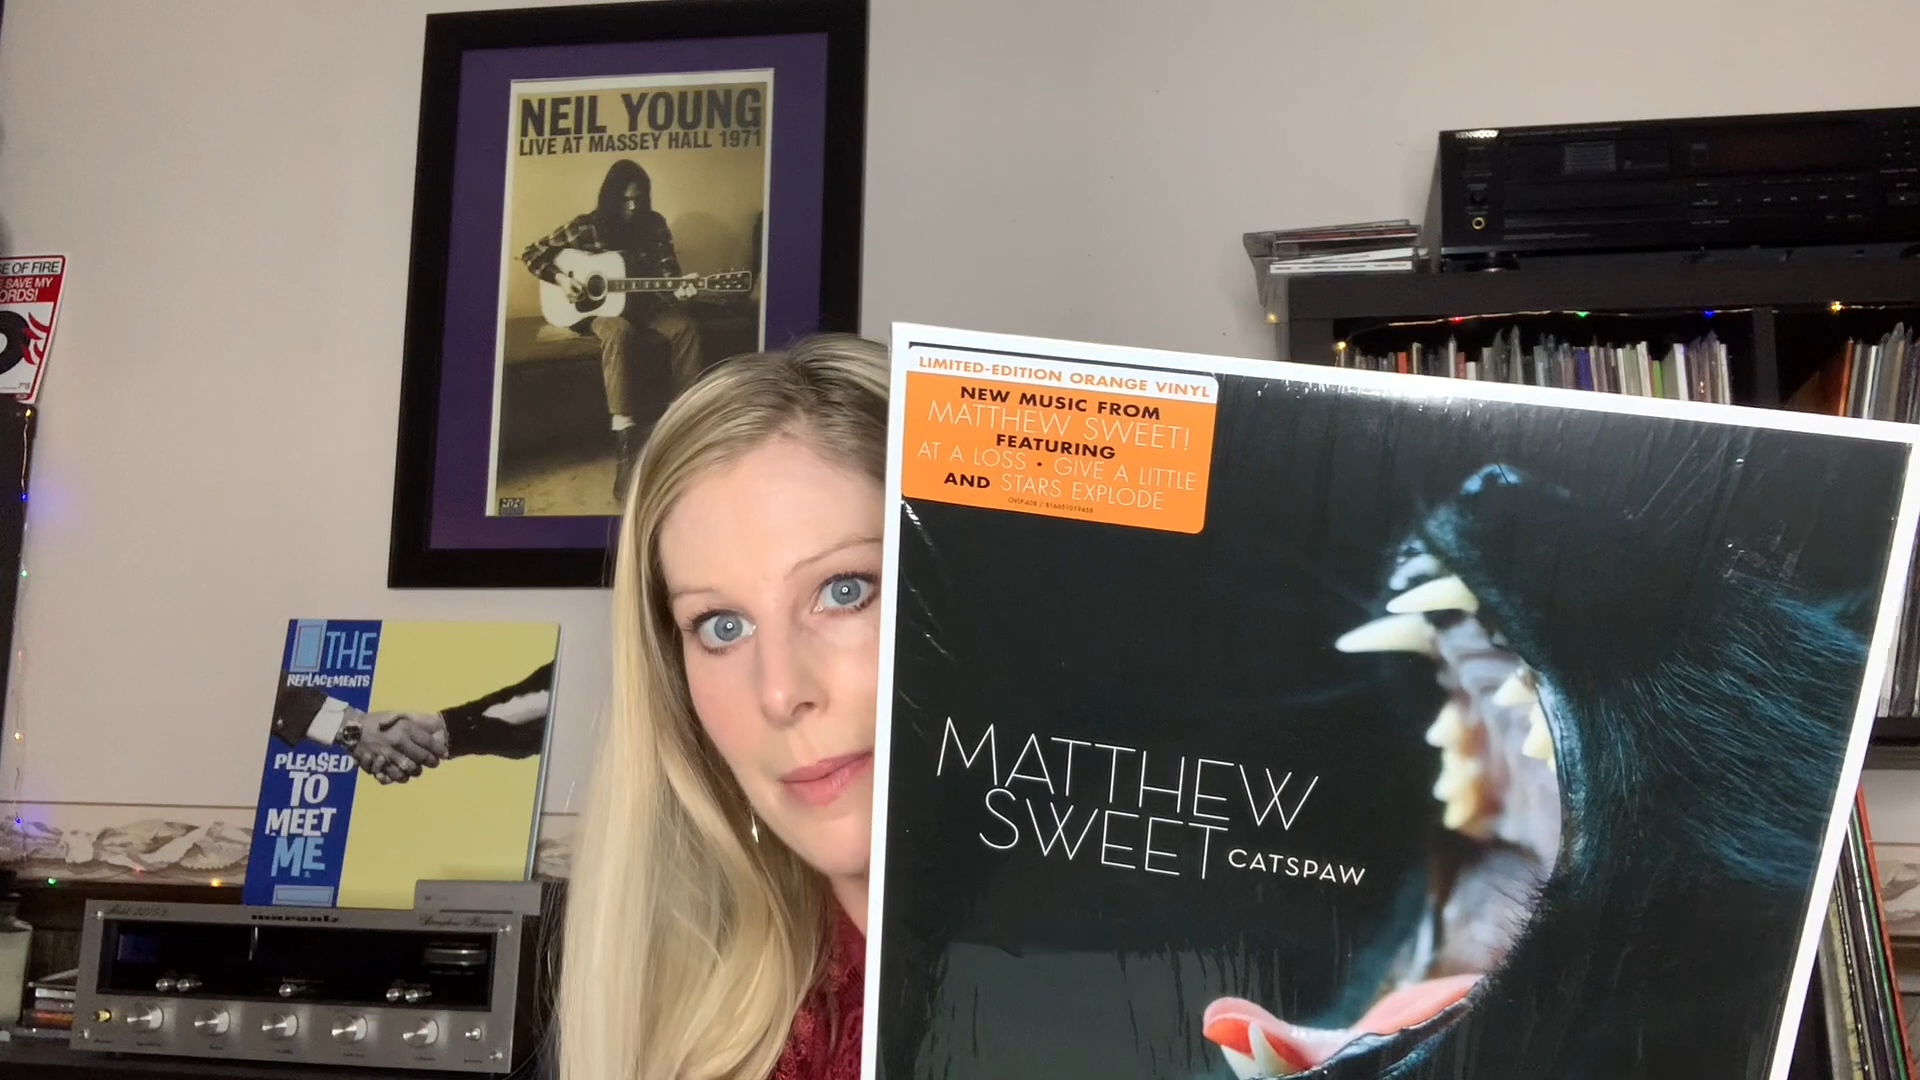 NEIL YOUNG
LIVE AT MASSEY HALL 1971
KENWOOD
E OF FIRE
SAVE MY
ORDS!
LIMITED-EDITION ORANGE VINYL
NEW MUSIC FROM
MATTHEW SWEET!
FEATURING
AT A LOSS • GIVE A LITTLE
AND STARS EXPLODE
THE
REPLACEMENTS
PLEASED
TO
MEET
ME
MATTHEW
SWEET CATSPAW
marantz